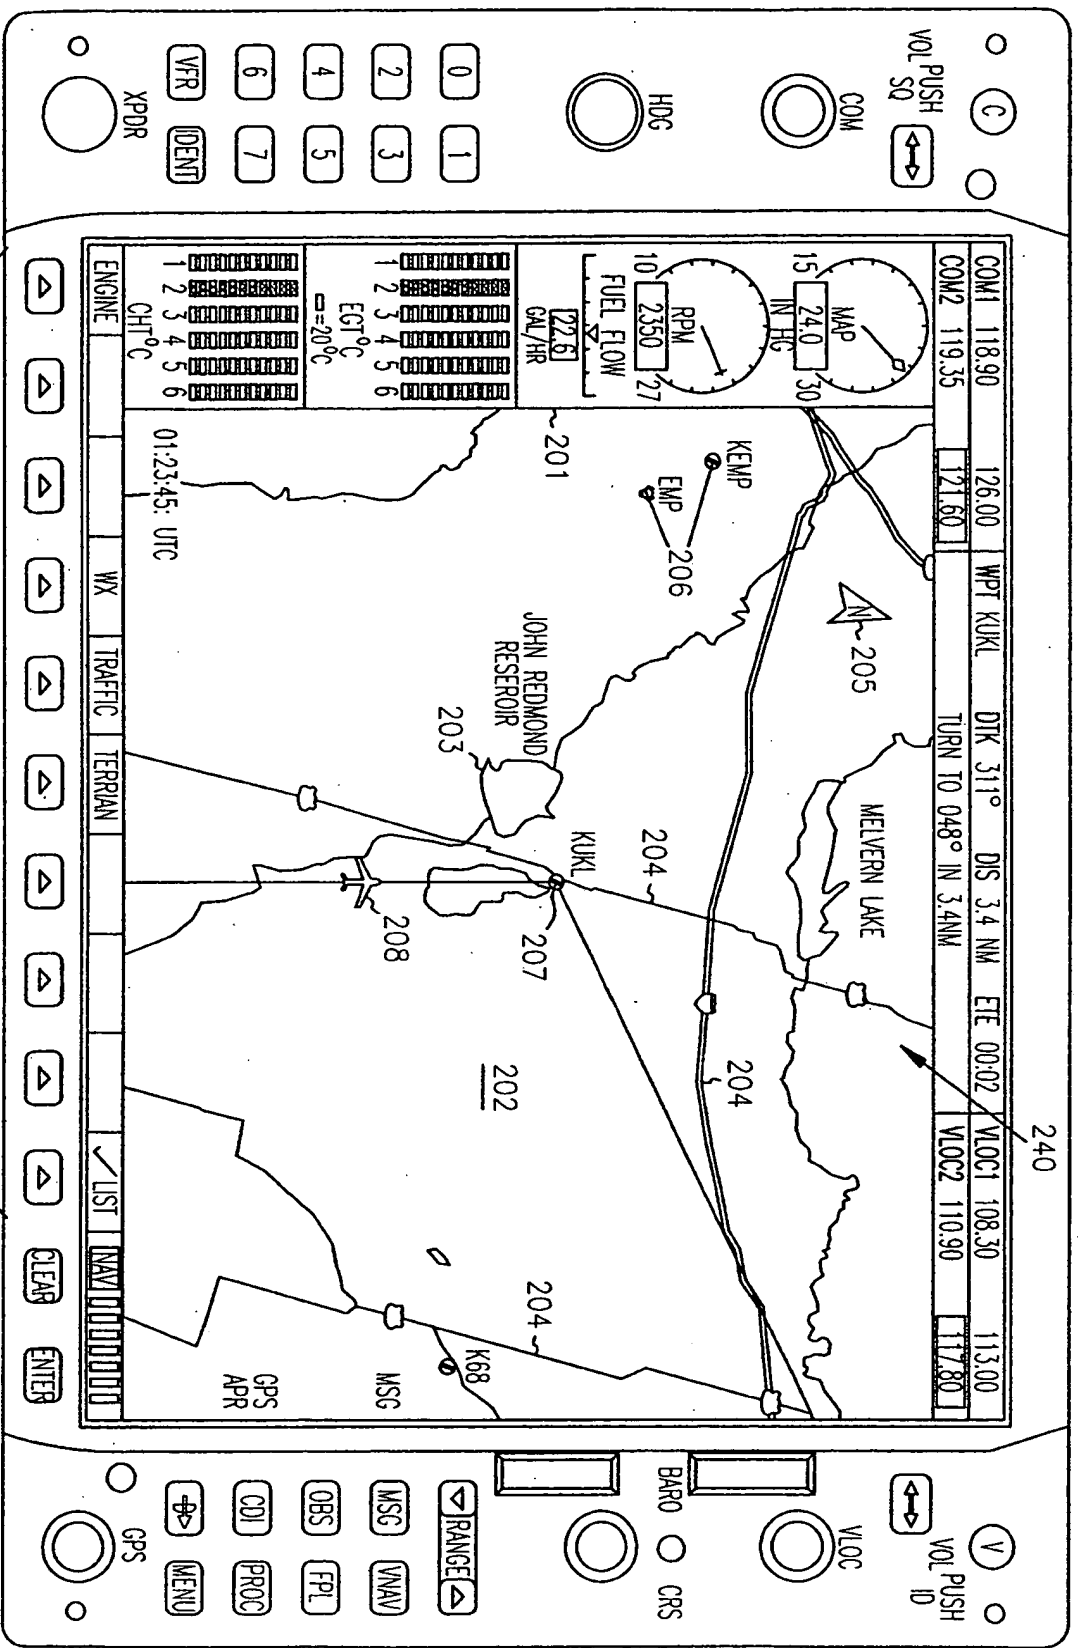 240
C
PUSH
VOL SQ
COM
HDG
0 1
2 3
4 5
6 7
VFR IDENT
XPDR
COM1 118.90 126.00 WPT KUKL DTK 311° DIS 3.4 NM ETE 00:02 VLOC1 108.30 113.00
COM2 119.35 121.60 TURN TO 048° IN 3.4NM VLOC2 110.90 117.80
MAP
15 24.0 30
IN HG
RPM
10 2350 27
FUEL FLOW
22.6
GAL/HR
1 2 3 4 5 6
EGT°C
=20°C
1 2 3 4 5 6
CHT°C
N
205
MELVERN LAKE
KEMP
EMP
206
201
204
204
JOHN REDMOND
RESEROIR
203
KUKL
207
208
202
204
K68
MSG
GPS
APR
01:23:45: UTC
ENGINE WX TRAFFIC TERRIAN LIST NAV
CLEAR ENTER
V
PUSH
VOL ID
VLOC
BARO CRS
RANGE
MSG VNAV
OBS FPL
CDI PROC
D MENU
GPS